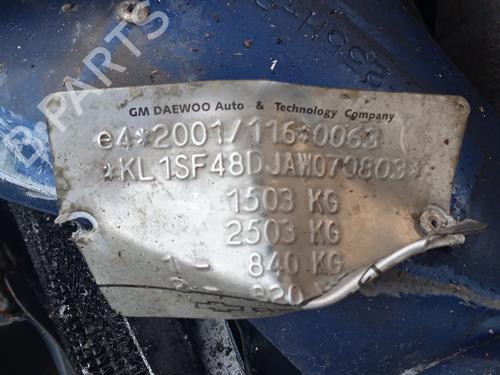 B-PARTS
GM DAEWOO Auto & Technology Company
e4*2001/116*0063
*KL1SF48DJAW070803*
1503 KG
2503 KG
1 - 840 KG